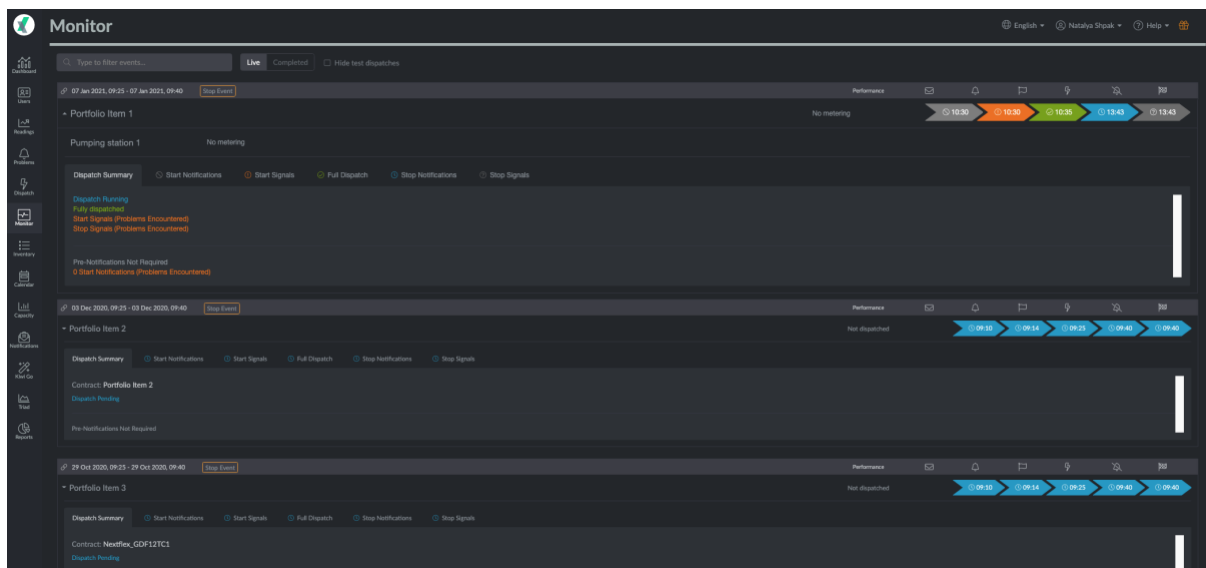 Monitor
English
Natalya Shpak
Help
Dashboard
Users
Readings
Problems
Dispatch
Monitor
Inventory
Calendar
Capacity
Notifications
Kiwi Go
Triad
Reports
Type to filter events...
Live
Completed
Hide test dispatches
07 Jan 2021, 09:25 - 07 Jan 2021, 09:40
Stop Event
Performance
Portfolio Item 1
No metering
10:30
10:30
10:35
13:43
13:43
Pumping station 1
No metering
Dispatch Summary
Start Notifications
Start Signals
Full Dispatch
Stop Notifications
Stop Signals
Dispatch Running
Fully dispatched
Start Signals (Problems Encountered)
Stop Signals (Problems Encountered)
Pre-Notifications Not Required
0 Start Notifications (Problems Encountered)
03 Dec 2020, 09:25 - 03 Dec 2020, 09:40
Stop Event
Performance
Portfolio Item 2
Not dispatched
09:10
09:14
09:25
09:40
09:40
Dispatch Summary
Start Notifications
Start Signals
Full Dispatch
Stop Notifications
Stop Signals
Contract: Portfolio Item 2
Dispatch Pending
Pre-Notifications Not Required
29 Oct 2020, 09:25 - 29 Oct 2020, 09:40
Stop Event
Performance
Portfolio Item 3
Not dispatched
09:10
09:14
09:25
09:40
09:40
Dispatch Summary
Start Notifications
Start Signals
Full Dispatch
Stop Notifications
Stop Signals
Contract: Nextflex_GDF12TC1
Dispatch Pending